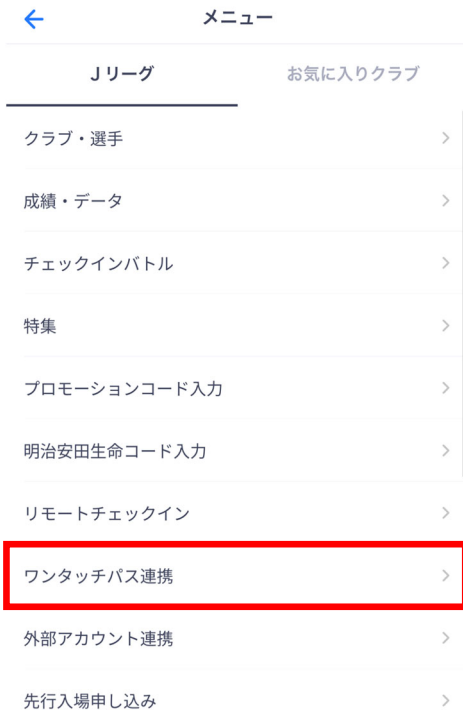 メニュー
Jリーグ
お気に入りクラブ
クラブ・選手
成績・データ
チェックインバトル
特集
プロモーションコード入力
明治安田生命コード入力
リモートチェックイン
ワンタッチパス連携
外部アカウント連携
先行入場申し込み